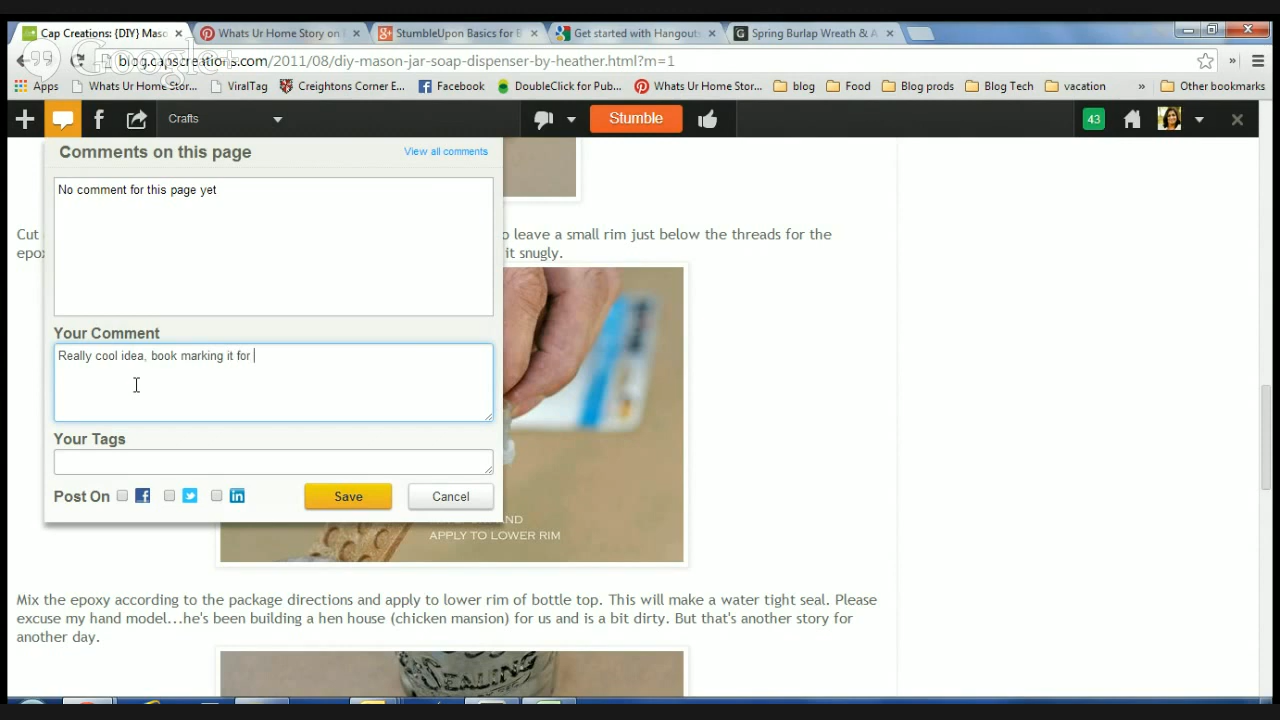 Cap Creations: {DIY} Maso
Whats Ur Home Story on
StumbleUpon Basics for B
Get started with Hangouts
Spring Burlap Wreath & A
Google+
blog.capscreations.com/2011/08/diy-mason-jar-soap-dispenser-by-heather.html?m=1
Apps
Whats Ur Home Stor...
ViralTag
Creightons Corner E...
Facebook
DoubleClick for Pub...
Whats Ur Home Stor...
blog
Food
Blog prods
Blog Tech
vacation
»
Other bookmarks
Crafts
Stumble
43
Comments on this page
View all comments
No comment for this page yet
Cut
o leave a small rim just below the threads for the
epox
it snugly.
Your Comment
Really cool idea, book marking it for
Your Tags
Post On
Save
Cancel
AND
APPLY TO LOWER RIM
Mix the epoxy according to the package directions and apply to lower rim of bottle top. This will make a water tight seal. Please
excuse my hand model...he's been building a hen house (chicken mansion) for us and is a bit dirty. But that's another story for
another day.
SEALING